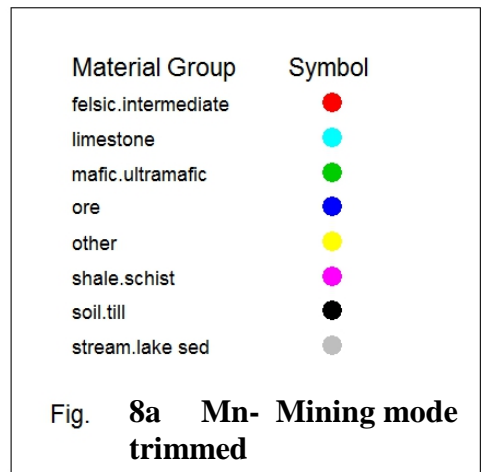 Material Group Symbol
felsic.intermediate
limestone
mafic.ultramafic
ore
other
shale.schist
soil.till
stream.lake sed
Fig. 8a Mn- Mining mode
trimmed